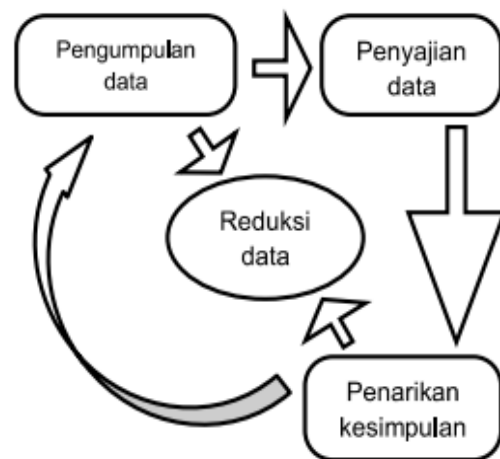 Pengumpulan
data
Penyajian
data
Reduksi
data
Penarikan
kesimpulan